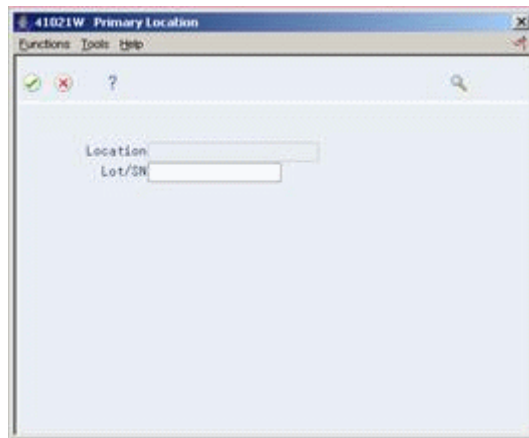 41021W Primary Location
Functions Tools Help
?
Location
Lot/SN